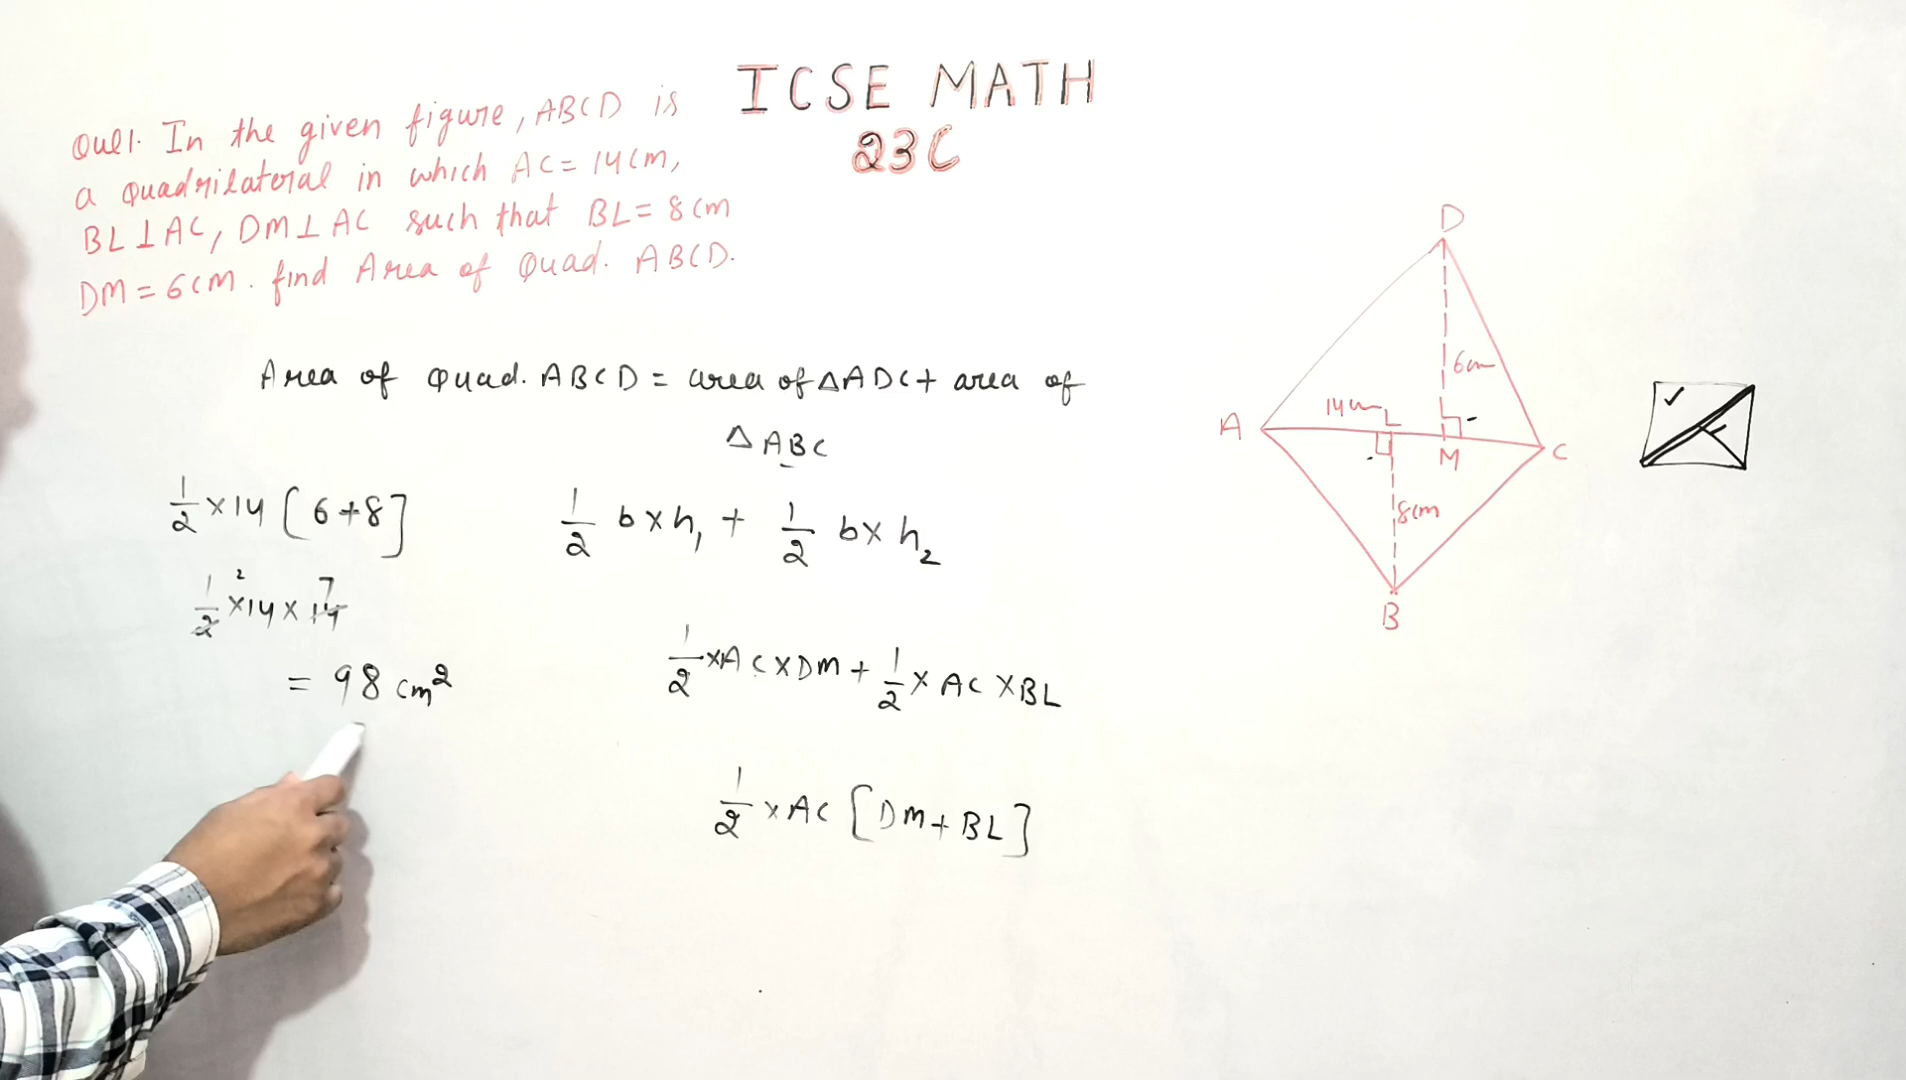 ICSE MATH
23C
Que1. In the given figure, ABCD is
a Quadrilateral in which AC = 14cm,
BL⊥AC, DM⊥AC such that BL = 8cm
DM = 6cm. find Area of Quad. ABCD.
Area of Quad. ABCD = area of ΔADC + area of
ΔABC
1/2 b×h₁ + 1/2 b×h₂
1/2 ×AC×DM + 1/2 × AC ×BL
1/2 × AC [DM + BL]
1/2 ×14 [6+8]
1/2 ² ×14 × 14 7
= 98 cm²
D
6cm
14cm
L
A
M
C
8cm
B